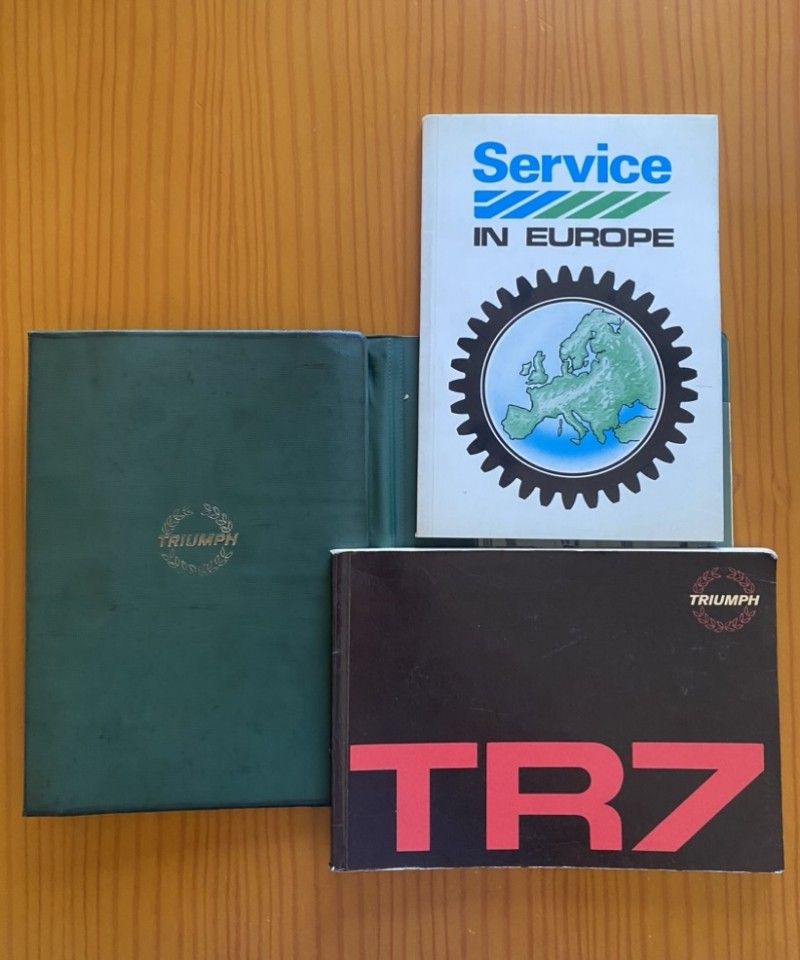 Service
IN EUROPE
TRIUMPH
TRIUMPH
TR7